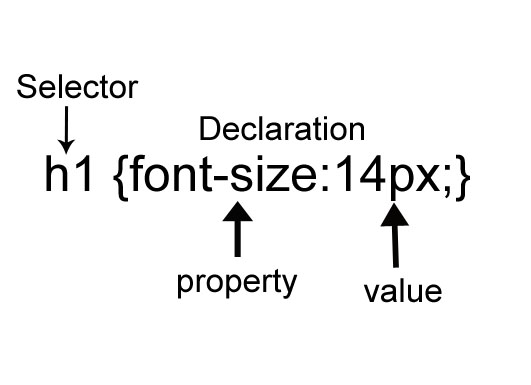 Selector
Declaration
h1 {font-size:14px;}
property
value